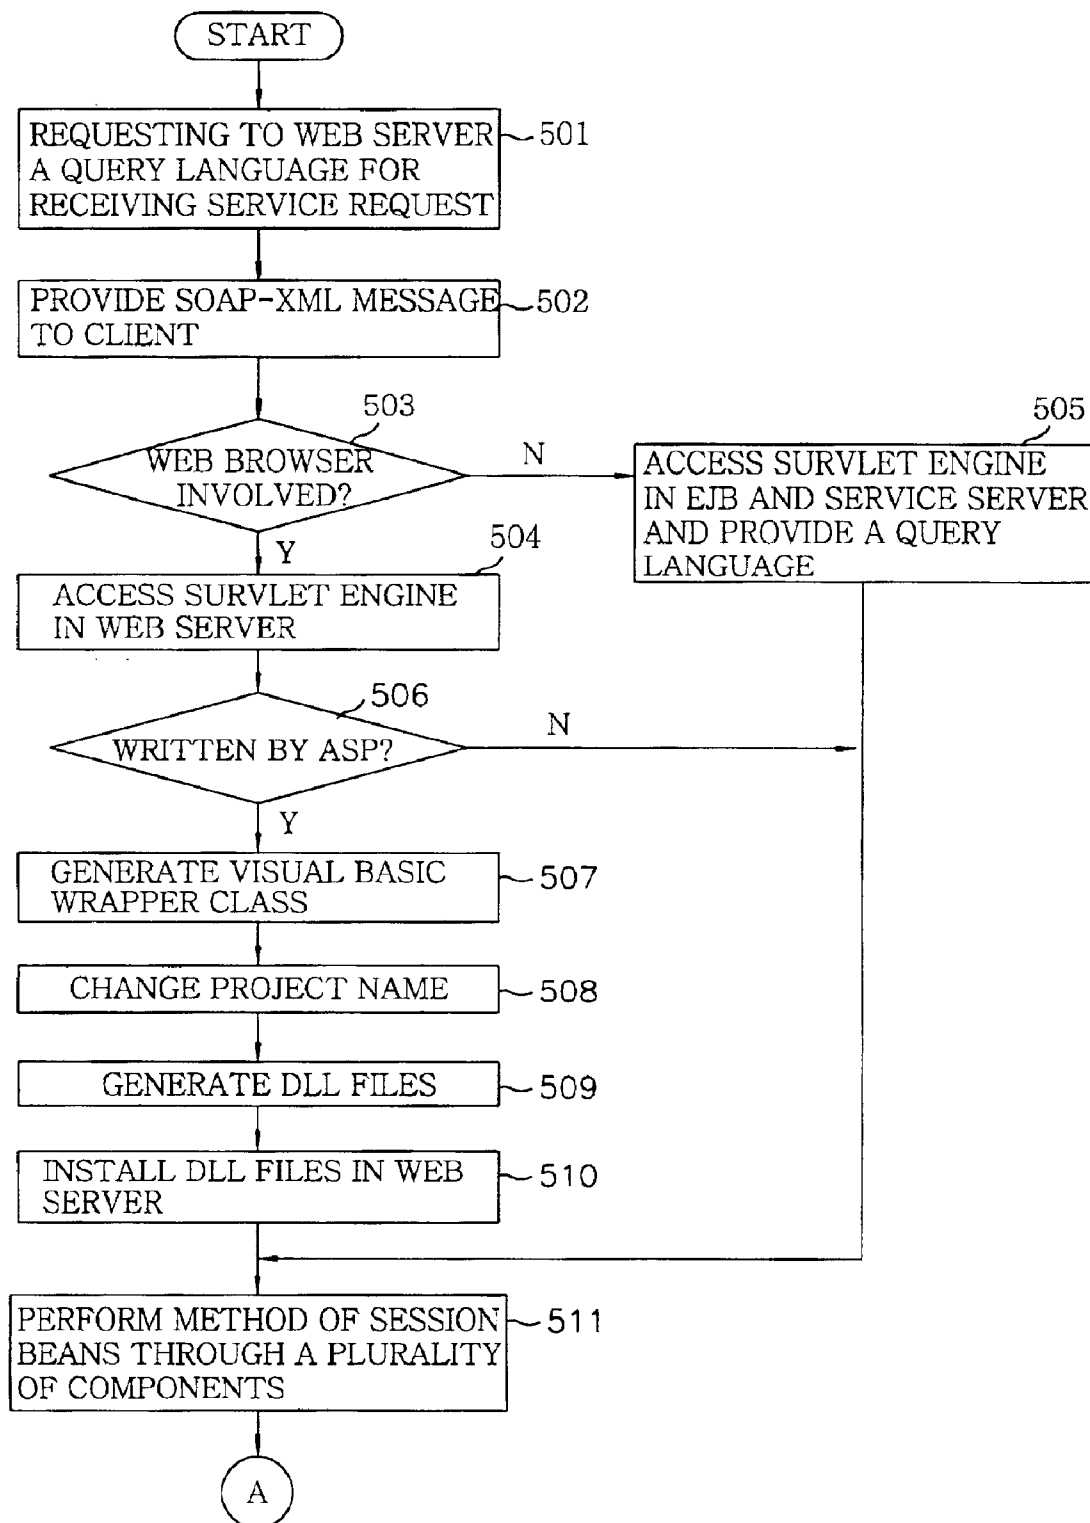 START
REQUESTING TO WEB SERVER
A QUERY LANGUAGE FOR
RECEIVING SERVICE REQUEST
501
PROVIDE SOAP-XML MESSAGE
TO CLIENT
502
503
WEB BROWSER
INVOLVED?
N
Y
505
ACCESS SURVLET ENGINE
IN EJB AND SERVICE SERVER
AND PROVIDE A QUERY
LANGUAGE
504
ACCESS SURVLET ENGINE
IN WEB SERVER
506
WRITTEN BY ASP?
N
Y
GENERATE VISUAL BASIC
WRAPPER CLASS
507
CHANGE PROJECT NAME
508
GENERATE DLL FILES
509
INSTALL DLL FILES IN WEB
SERVER
510
PERFORM METHOD OF SESSION
BEANS THROUGH A PLURALITY
OF COMPONENTS
511
A